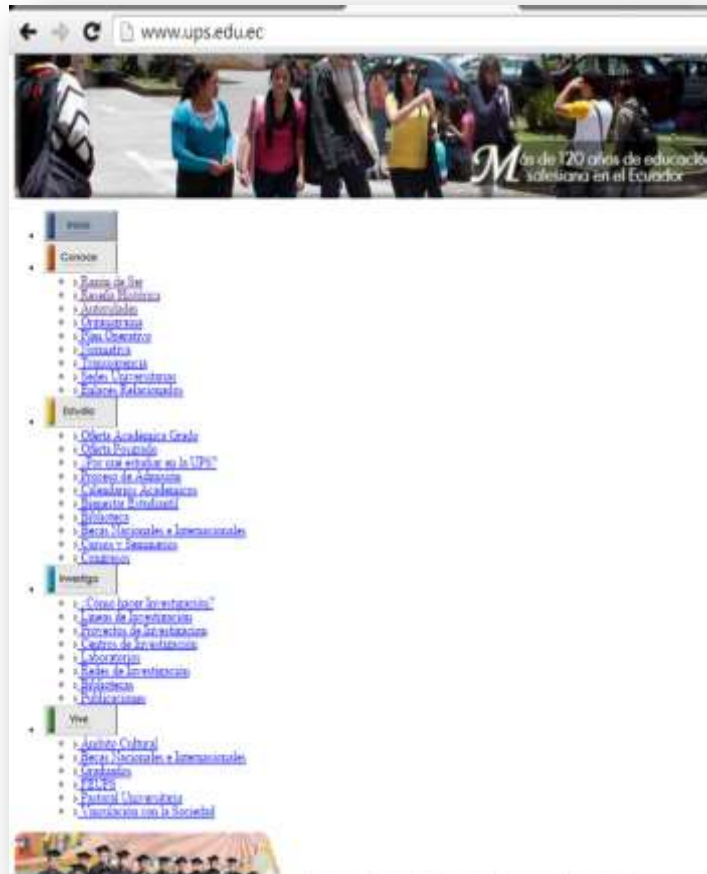 www.ups.edu.ec
Más de 120 años de educació
salesiana en el Ecuador
Inicio
Conoce
Razón de Ser
Reseña Histórica
Autoridades
Organigrama
Plan Operativo
Normativa
Transparencia
Sedes Universitarias
Enlaces Relacionados
Estudia
Oferta Académica Grado
Oferta Posgrado
¿Por qué estudiar en la UPS?
Proceso de Admisión
Calendarios Académicos
Bienestar Estudiantil
Biblioteca
Becas Nacionales e Internacionales
Cursos y Seminarios
Congresos
Investiga
¿Cómo hacer Investigación?
Líneas de Investigación
Proyectos de Investigación
Centros de Investigación
Laboratorios
Redes de Investigación
Bibliotecas
Publicaciones
Vive
Ámbito Cultural
Becas Nacionales e Internacionales
Graduados
FEUPS
Pastoral Universitaria
Vinculación con la Sociedad